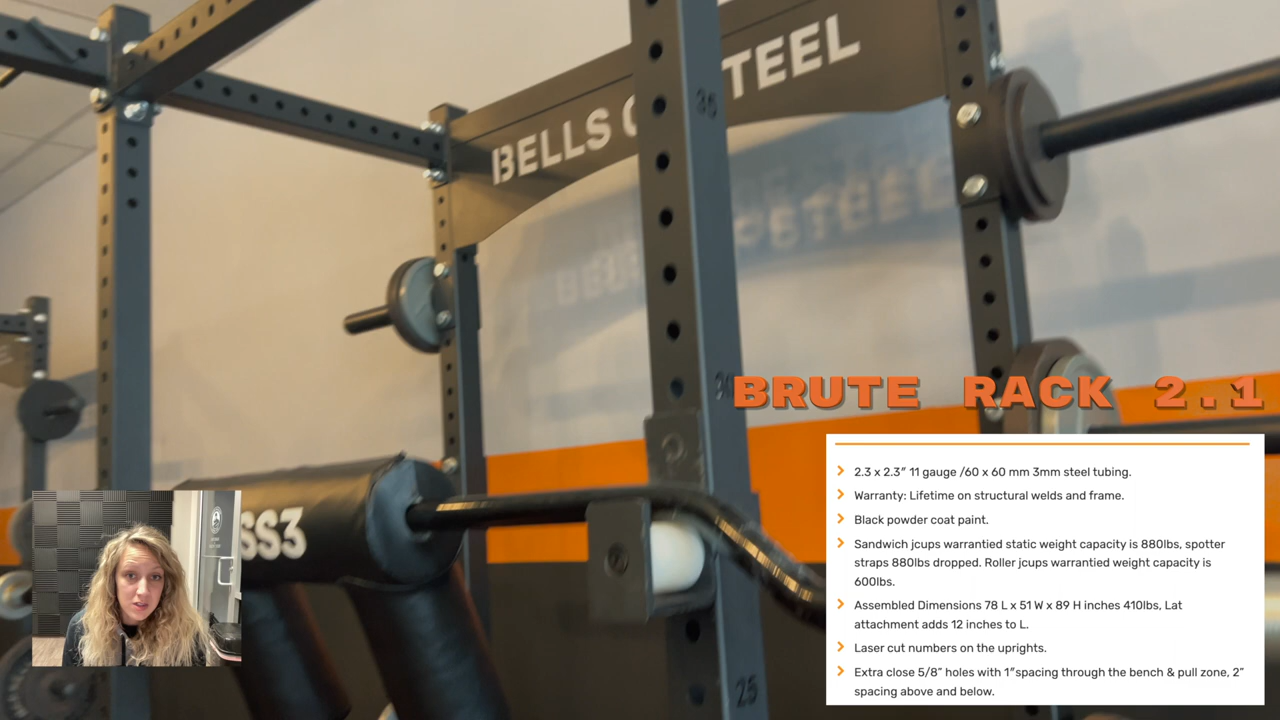 BELLS O
TEEL
35
30
BRUTE RACK 2.1
2.3 x 2.3" 11 gauge /60 x 60 mm 3mm steel tubing.
Warranty: Lifetime on structural welds and frame.
Black powder coat paint.
Sandwich jcups warrantied static weight capacity is 880lbs, spotter
straps 880lbs dropped. Roller jcups warrantied weight capacity is
600lbs.
Assembled Dimensions 78 L x 51 W x 89 H inches 410lbs, Lat
attachment adds 12 inches to L.
Laser cut numbers on the uprights.
Extra close 5/8" holes with 1"spacing through the bench & pull zone, 2"
spacing above and below.
SS3
25